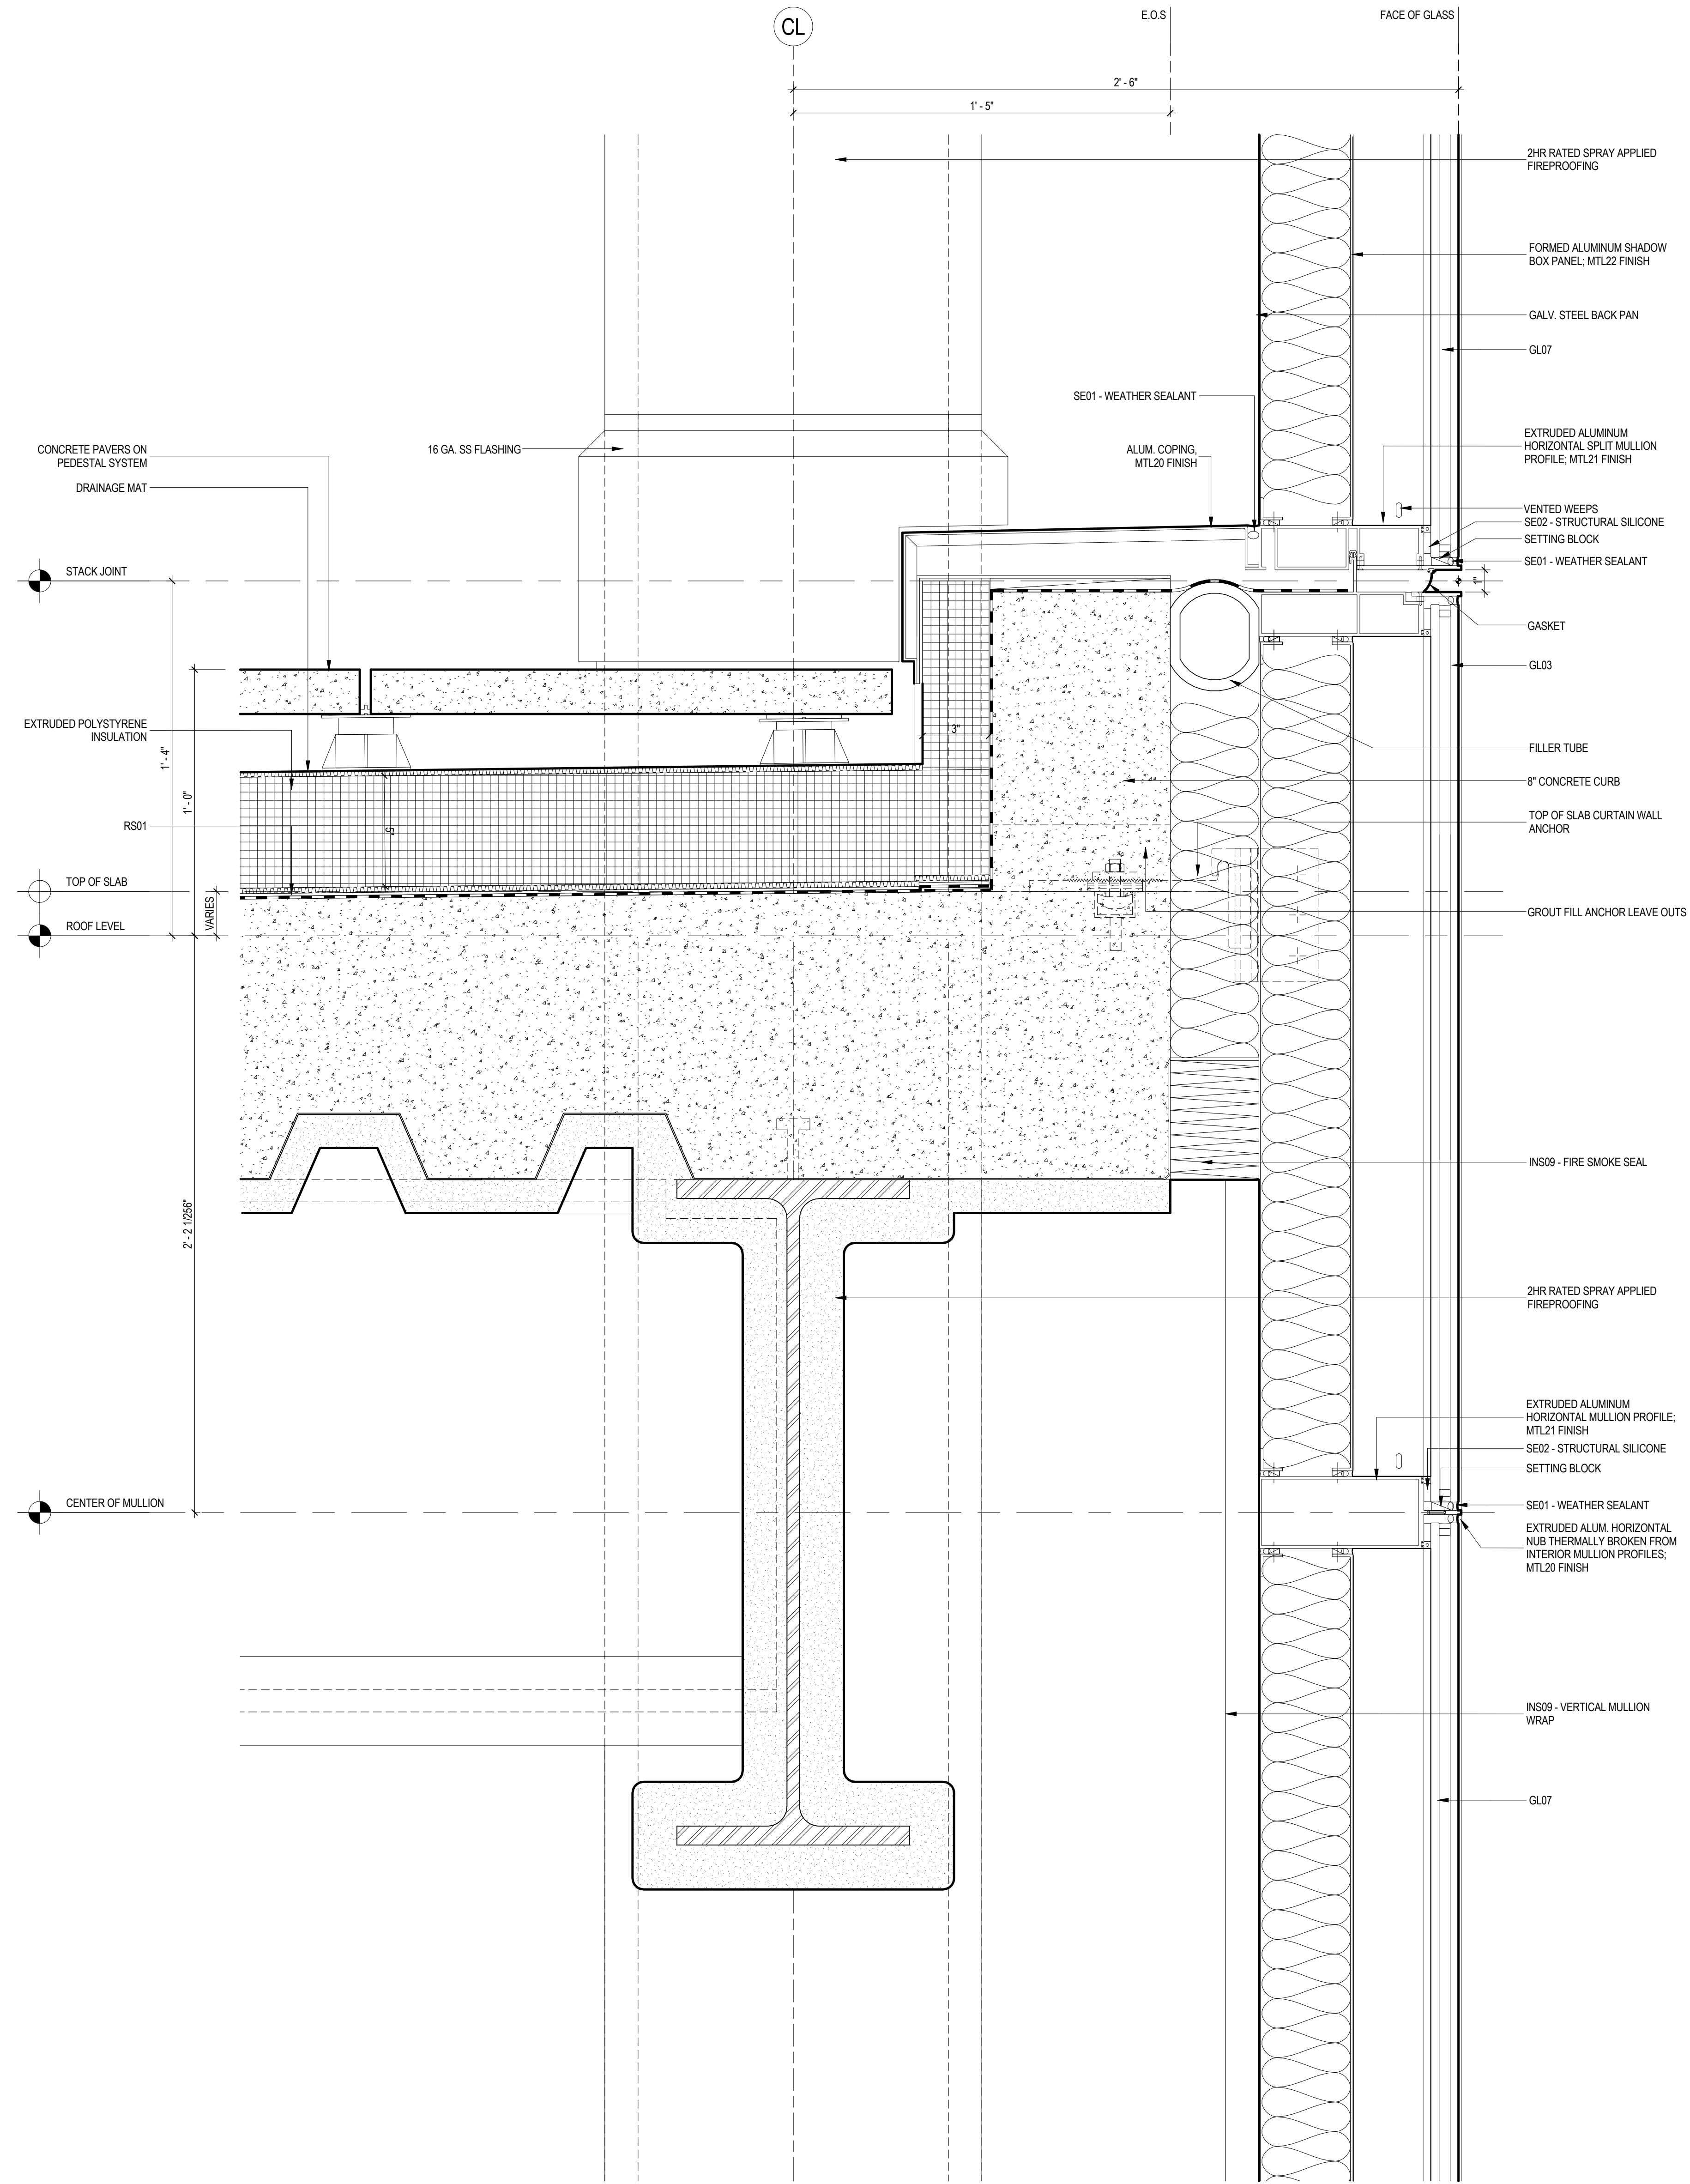 CL
E.O.S
FACE OF GLASS
2' - 6"
1' - 5"
2HR RATED SPRAY APPLIED
FIREPROOFING
FORMED ALUMINUM SHADOW
BOX PANEL; MTL22 FINISH
GALV. STEEL BACK PAN
GL07
SE01 - WEATHER SEALANT
EXTRUDED ALUMINUM
HORIZONTAL SPLIT MULLION
PROFILE; MTL21 FINISH
CONCRETE PAVERS ON
PEDESTAL SYSTEM
16 GA. SS FLASHING
ALUM. COPING,
MTL20 FINISH
DRAINAGE MAT
VENTED WEEPS
SE02 - STRUCTURAL SILICONE
SETTING BLOCK
SE01 - WEATHER SEALANT
STACK JOINT
1"
GASKET
GL03
EXTRUDED POLYSTYRENE
INSULATION
3"
FILLER TUBE
1' - 4"
8" CONCRETE CURB
1' - 0"
RS01
5"
TOP OF SLAB CURTAIN WALL
ANCHOR
TOP OF SLAB
VARIES
GROUT FILL ANCHOR LEAVE OUTS
ROOF LEVEL
INS09 - FIRE SMOKE SEAL
2' - 2 1/256"
2HR RATED SPRAY APPLIED
FIREPROOFING
EXTRUDED ALUMINUM
HORIZONTAL MULLION PROFILE;
MTL21 FINISH
SE02 - STRUCTURAL SILICONE
SETTING BLOCK
CENTER OF MULLION
SE01 - WEATHER SEALANT
EXTRUDED ALUM. HORIZONTAL
NUB THERMALLY BROKEN FROM
INTERIOR MULLION PROFILES;
MTL20 FINISH
INS09 - VERTICAL MULLION
WRAP
GL07